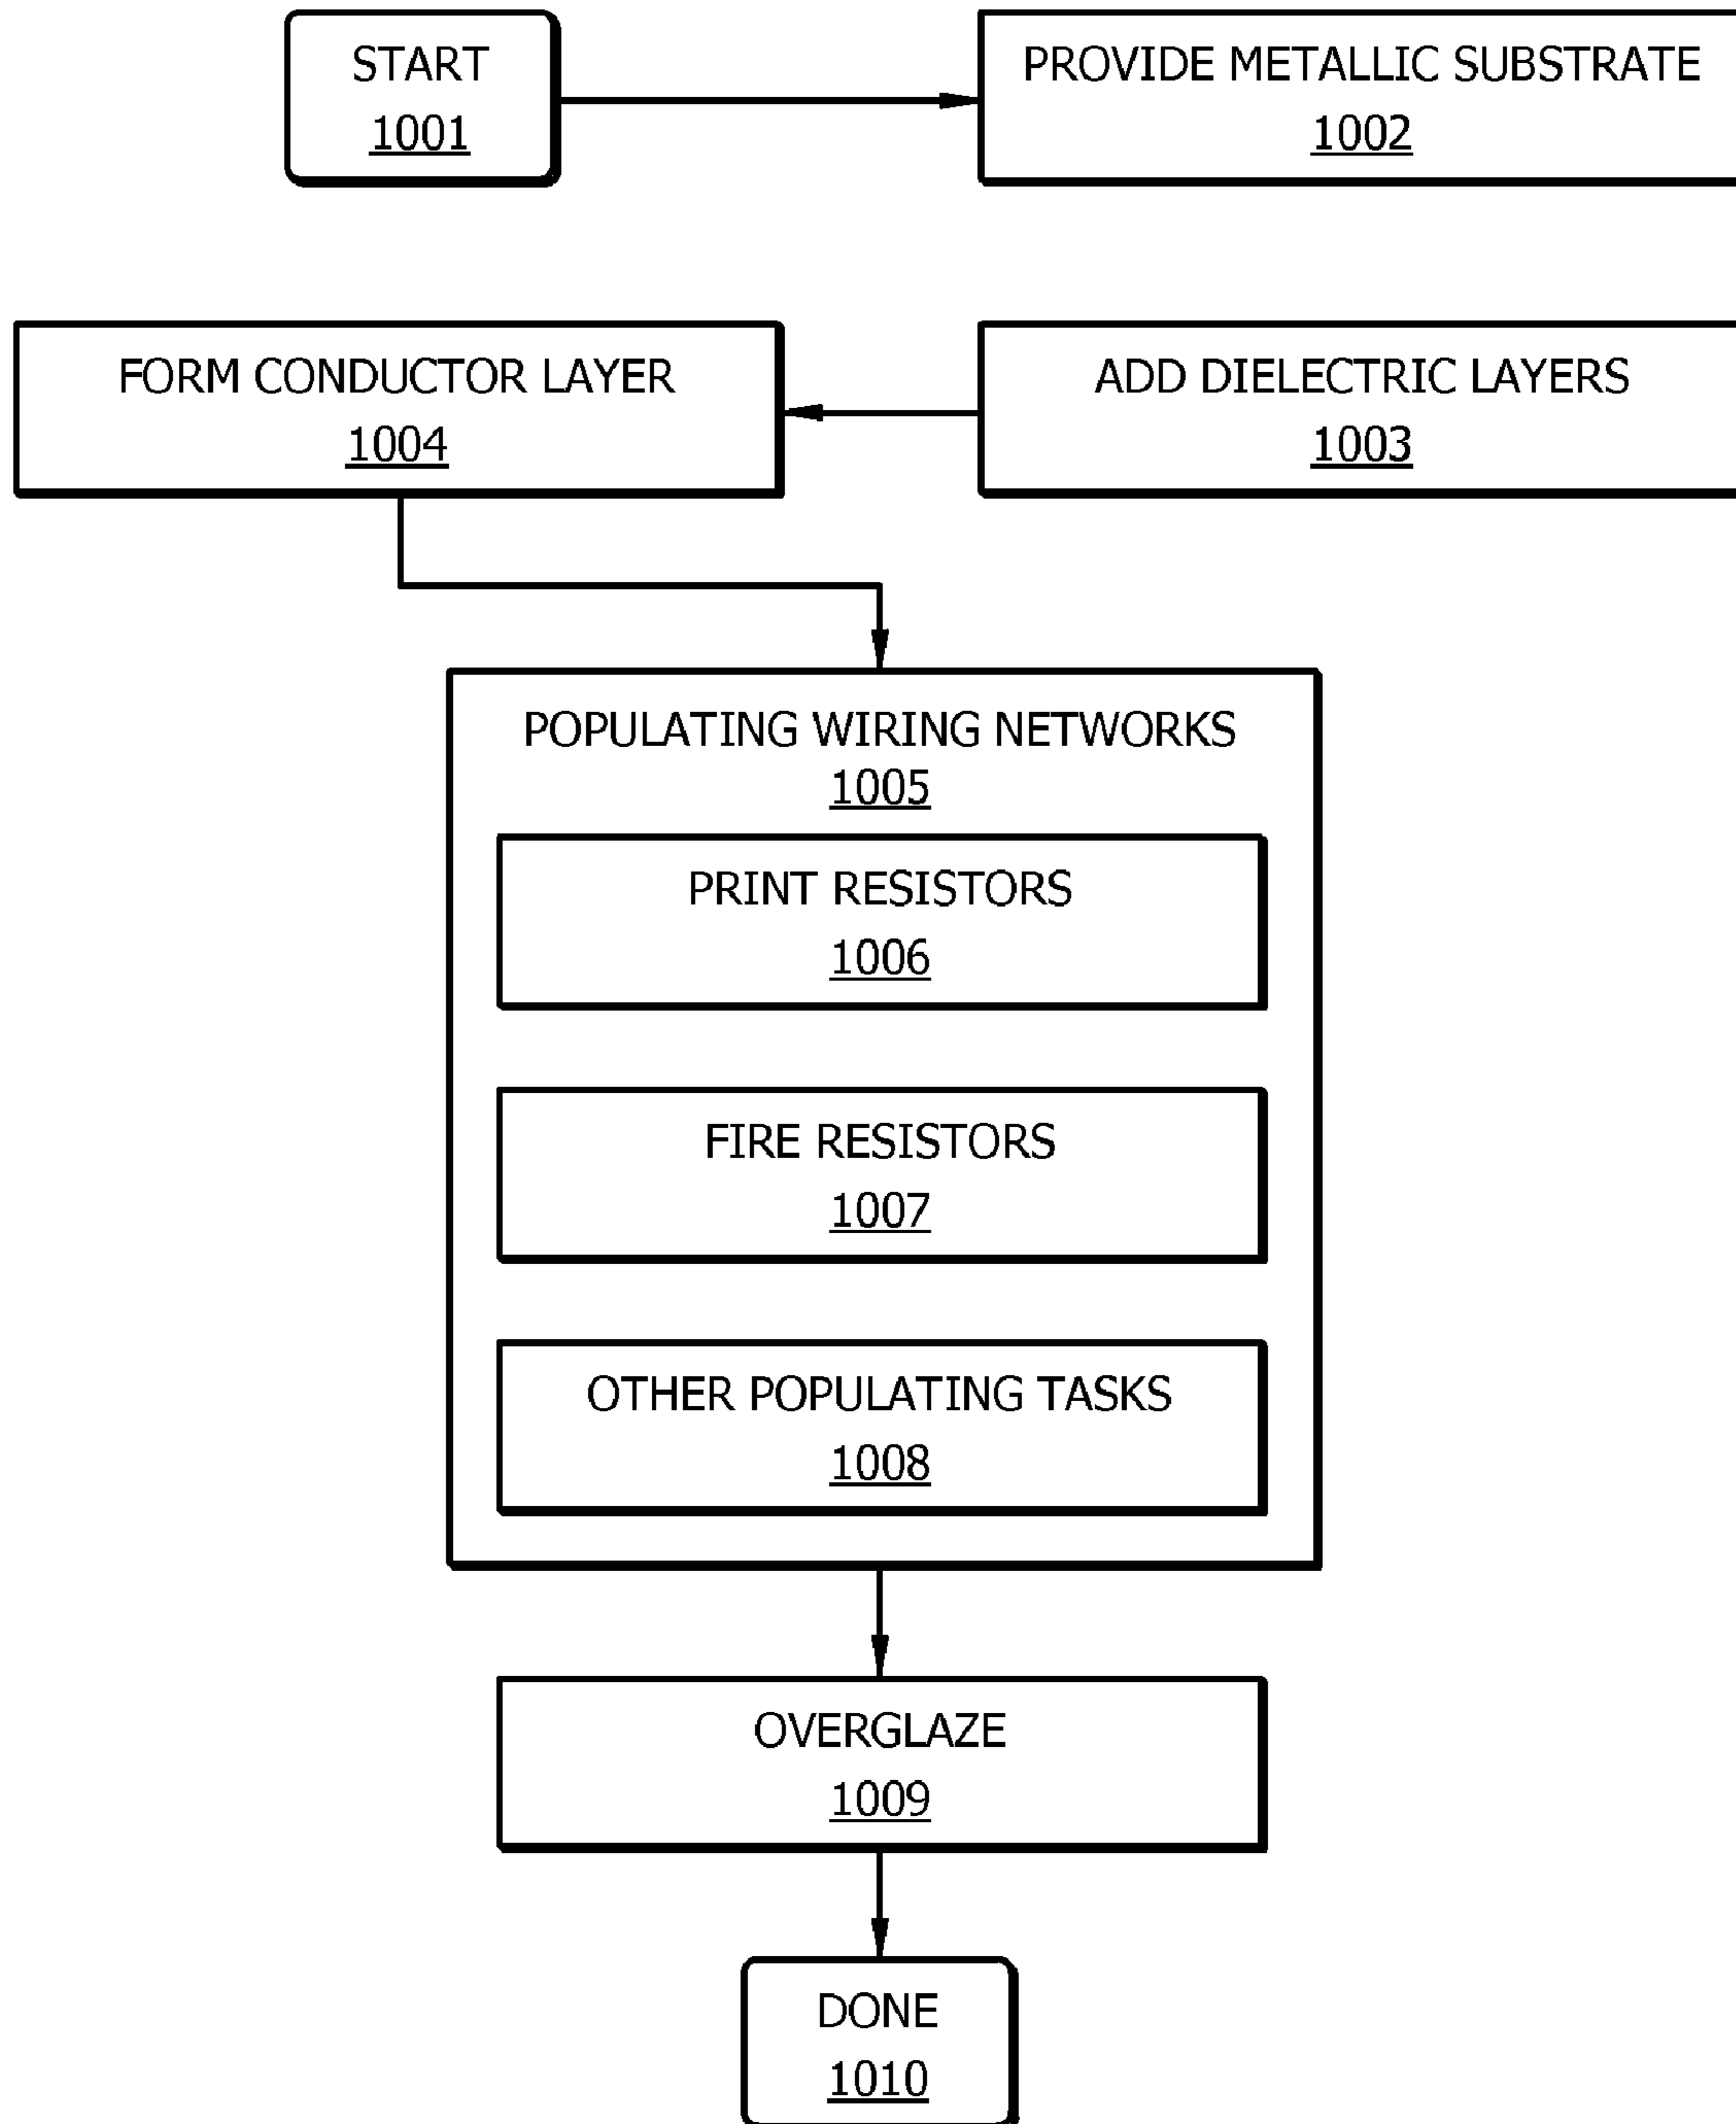 START
1001
PROVIDE METALLIC SUBSTRATE
1002
ADD DIELECTRIC LAYERS
1003
FORM CONDUCTOR LAYER
1004
POPULATING WIRING NETWORKS
1005
PRINT RESISTORS
1006
FIRE RESISTORS
1007
OTHER POPULATING TASKS
1008
OVERGLAZE
1009
DONE
1010